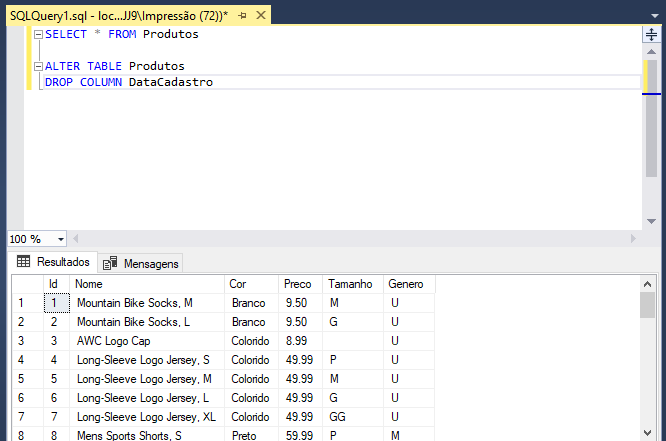 SQLQuery1.sql - loc...JJ9\Impressão (72))*
SELECT * FROM Produtos
ALTER TABLE Produtos
DROP COLUMN DataCadastro
100 %
Resultados Mensagens
Id Nome Cor Preco Tamanho Genero
1 1 Mountain Bike Socks, M Branco 9.50 M U
2 2 Mountain Bike Socks, L Branco 9.50 G U
3 3 AWC Logo Cap Colorido 8.99 U
4 4 Long-Sleeve Logo Jersey, S Colorido 49.99 P U
5 5 Long-Sleeve Logo Jersey, M Colorido 49.99 M U
6 6 Long-Sleeve Logo Jersey, L Colorido 49.99 G U
7 7 Long-Sleeve Logo Jersey, XL Colorido 49.99 GG U
8 8 Mens Sports Shorts, S Preto 59.99 P M